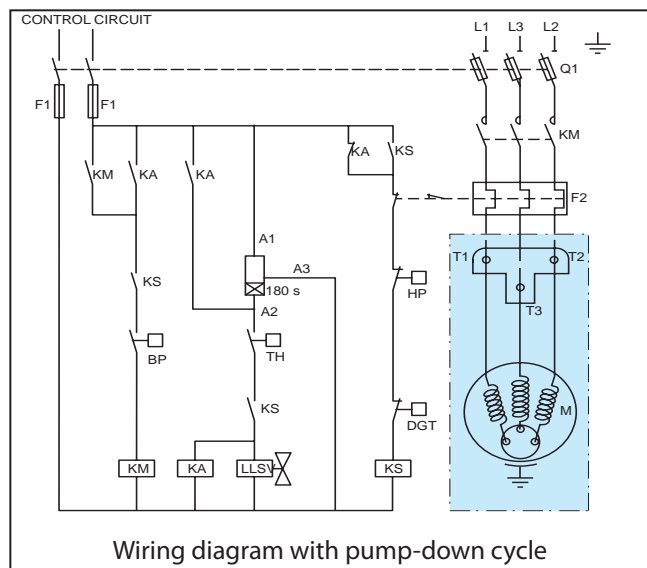 CONTROL CIRCUIT
L1 L3 L2
Q1
F1 F1
KM
KA KS
KM KA KA
F2
A1
T1 T2
A3
KS HP
180 s
A2 T3
BP TH
KS M
DGT
KM KA LLSV KS
Wiring diagram with pump-down cycle